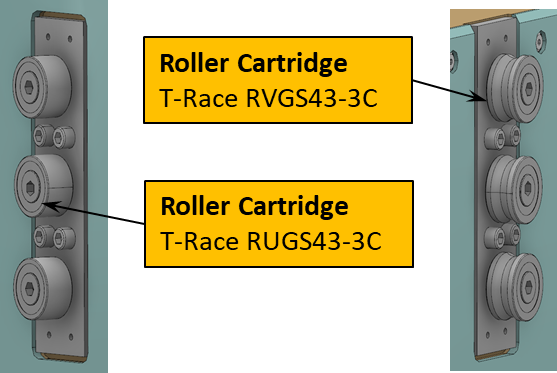 Roller Cartridge
T-Race RVGS43-3C
Roller Cartridge
T-Race RUGS43-3C